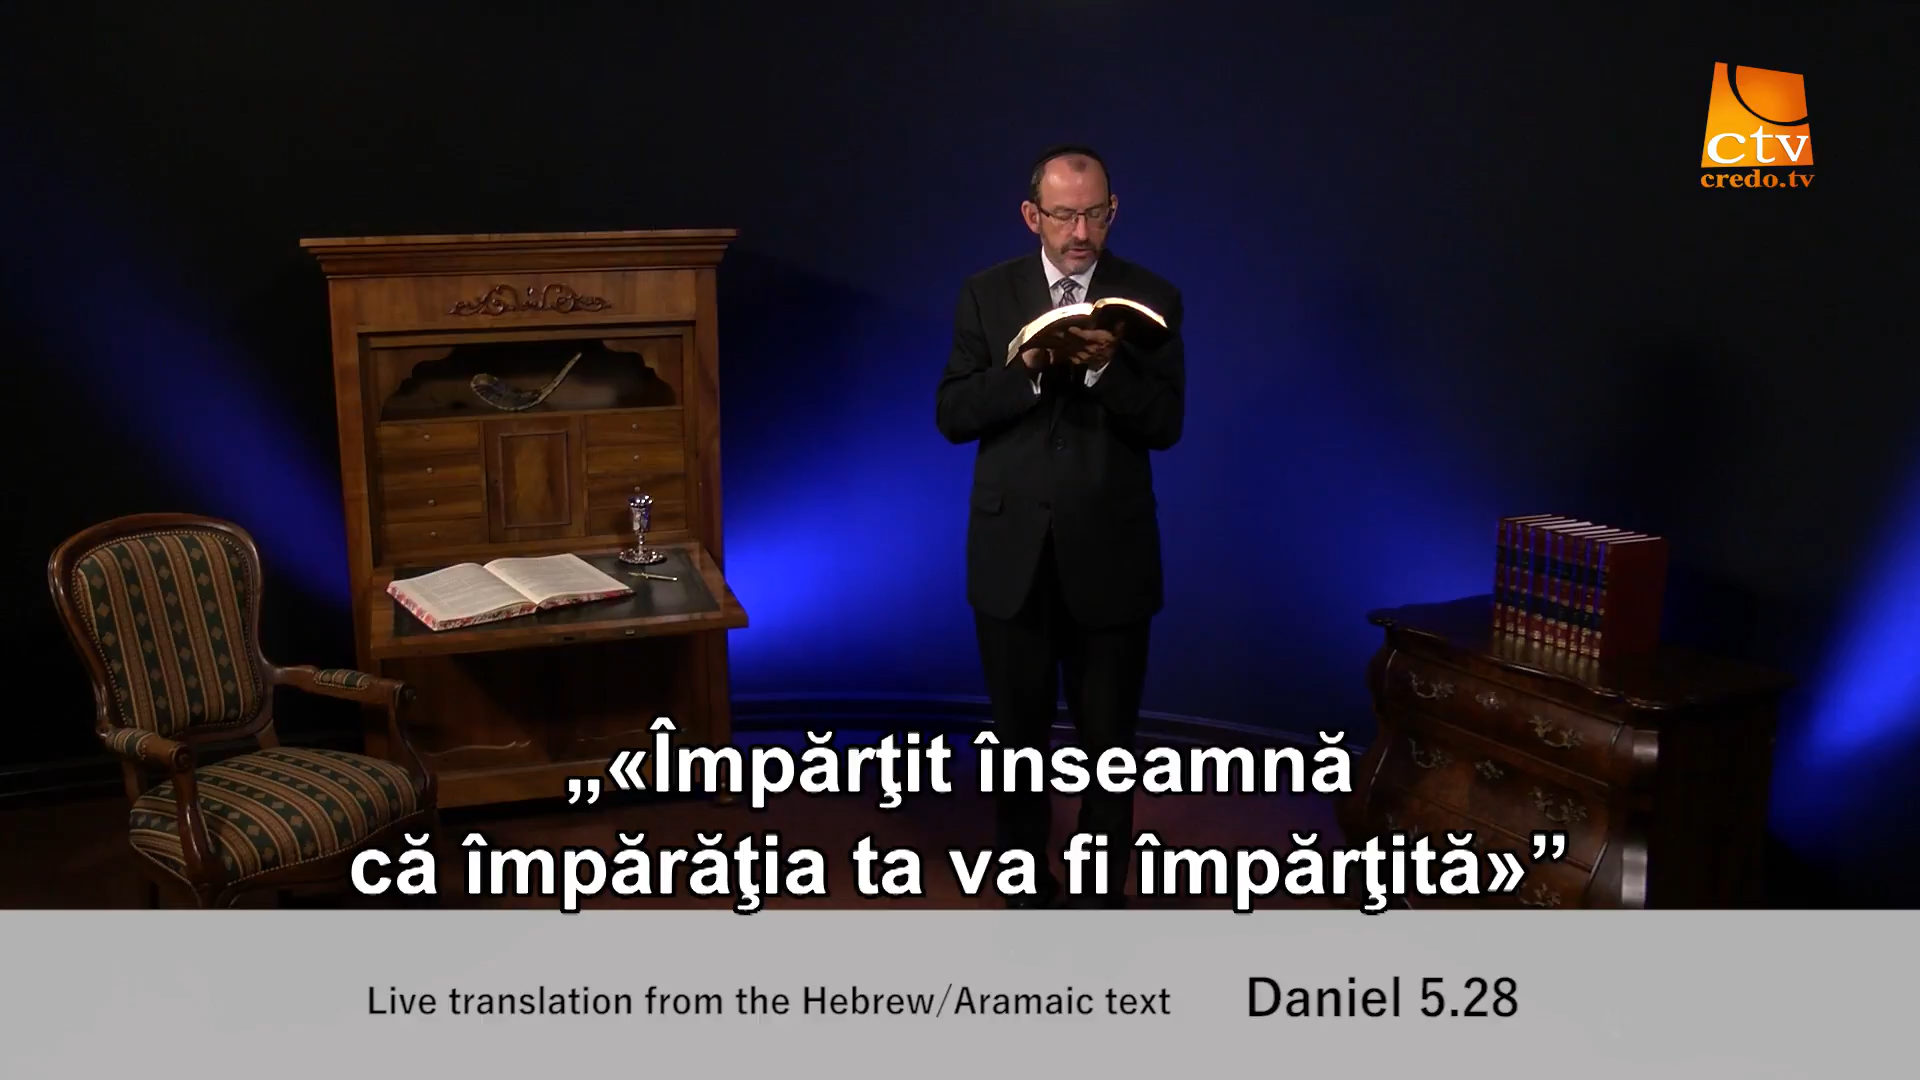 ctv
credo.tv
„«Împărţit înseamnă
că împărăţia ta va fi împărţită»”
Live translation from the Hebrew/Aramaic text
Daniel 5.28